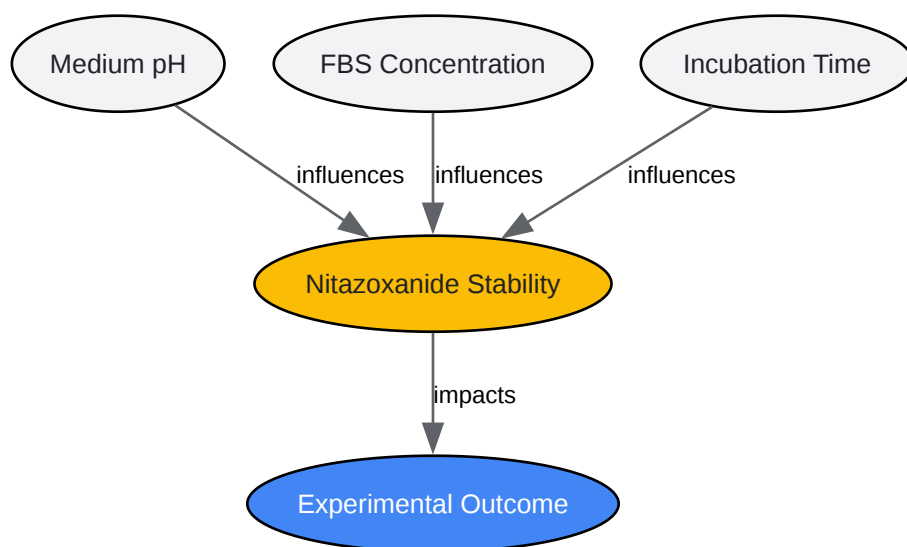 Medium pH
FBS Concentration
Incubation Time
influences
influences
influences
Nitazoxanide Stability
impacts
Experimental Outcome